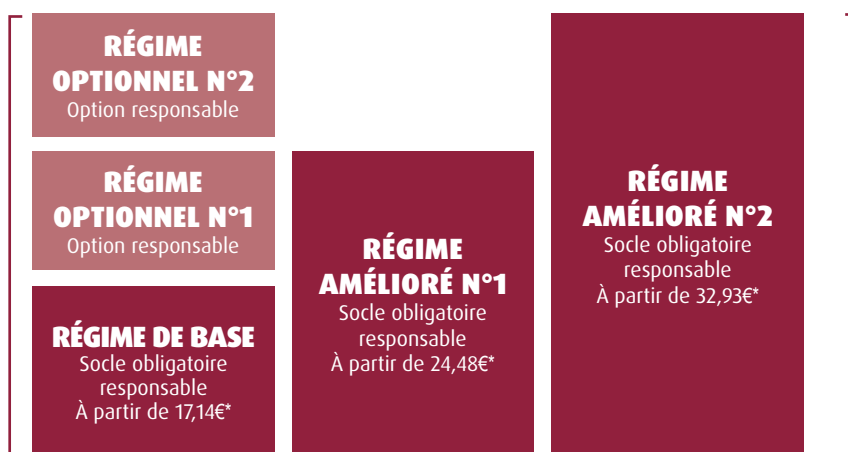 RÉGIME
OPTIONNEL N°2
Option responsable
RÉGIME
OPTIONNEL N°1
Option responsable
RÉGIME DE BASE
Socle obligatoire
responsable
À partir de 17,14€*
RÉGIME
AMÉLIORÉ N°1
Socle obligatoire
responsable
À partir de 24,48€*
RÉGIME
AMÉLIORÉ N°2
Socle obligatoire
responsable
À partir de 32,93€*